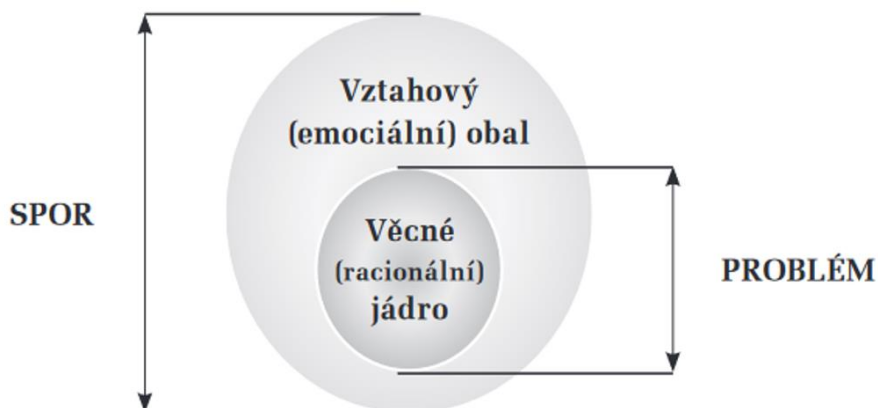 Vztahový
(emociální) obal
SPOR
Věcné
(racionální)
jádro
PROBLÉM